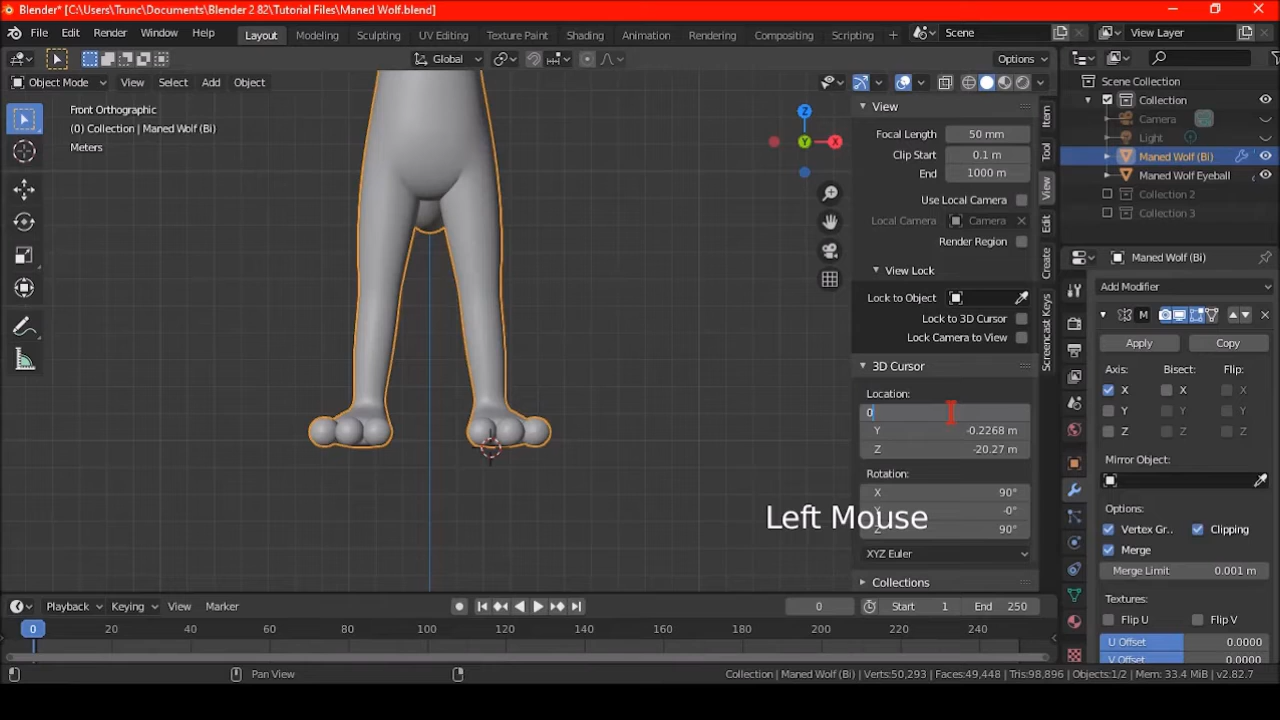 Blender* [C:\Users\Trunc\Documents\Blender 2 82\Tutorial Files\Maned Wolf.blend]
File Edit Render Window Help Layout Modeling Sculpting UV Editing Texture Paint Shading Animation Rendering Compositing Scripting Scene View Layer
Global Options
Object Mode View Select Add Object
Front Orthographic
(0) Collection | Maned Wolf (Bi)
Meters
Z
X
Y
View
Focal Length 50 mm
Clip Start 0.1 m
End 1000 m
Use Local Camera
Local Camera Camera
Render Region
View Lock
Lock to Object
Lock to 3D Cursor
Lock Camera to View
3D Cursor
Location:
0
Y -0.2268 m
Z -20.27 m
Rotation:
X 90°
Y -0°
Z 90°
XYZ Euler
Collections
Left Mouse
Item
Tool
View
Edit
Create
Screencast Keys
Scene Collection
Collection
Camera
Light
Maned Wolf (Bi)
Maned Wolf Eyeball
Collection 2
Collection 3
Maned Wolf (Bi)
Add Modifier
M
Apply Copy
Axis: Bisect: Flip:
X X X
Y Y Y
Z Z Z
Mirror Object:
Options:
Vertex Gr.. Clipping
Merge
Merge Limit 0.001 m
Textures:
Flip U Flip V
U Offset 0.0000
V Offset 0.0000
Playback Keying View Marker 0 Start 1 End 250
0 20 40 60 80 100 120 140 160 180 200 220 240
Pan View
Collection | Maned Wolf (Bi) | Verts:50,293 | Faces:49,448 | Tris:98,896 | Objects:1/2 | Mem: 33.4 MiB | v2.82.7